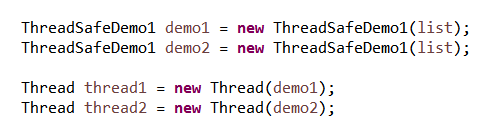 ThreadSafeDemo1 demo1 = new ThreadSafeDemo1(list);
ThreadSafeDemo1 demo2 = new ThreadSafeDemo1(list);
Thread thread1 = new Thread(demo1);
Thread thread2 = new Thread(demo2);